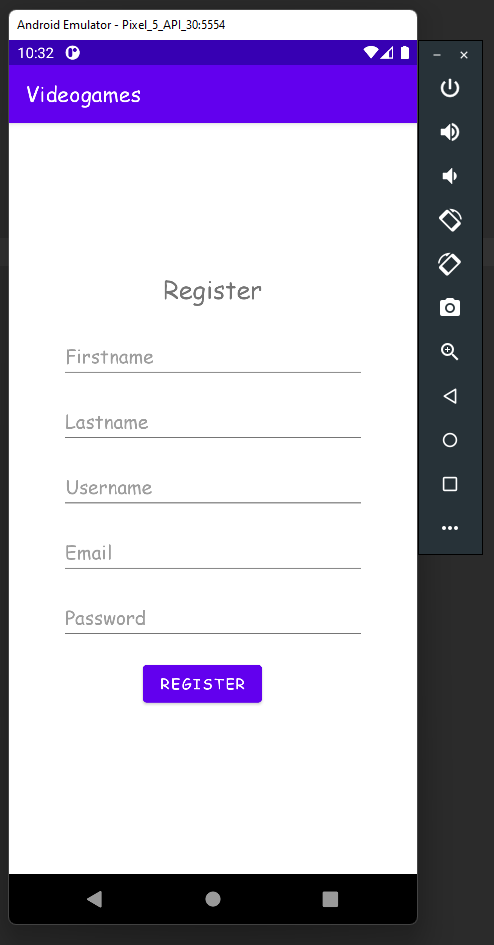 Android Emulator - Pixel_5_API_30:5554
10:32
Videogames
Register
Firstname
Lastname
Username
Email
Password
REGISTER